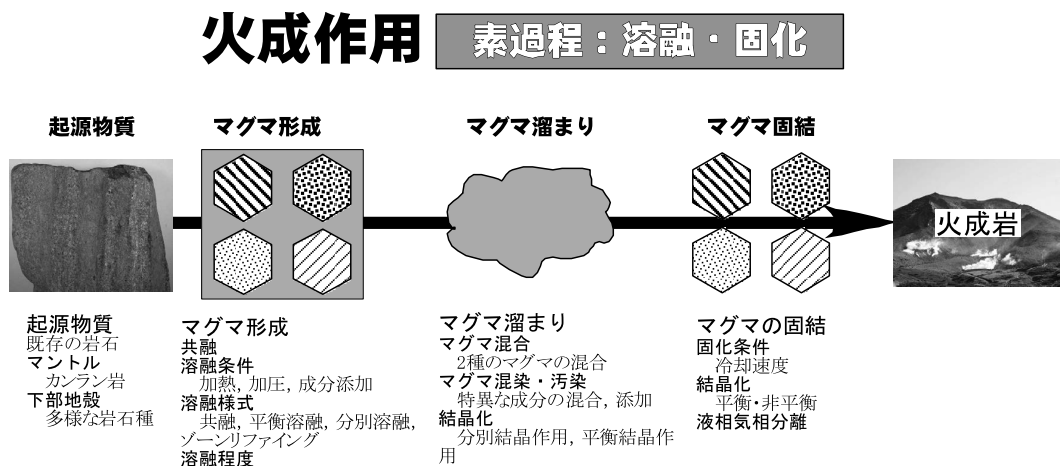 火成作用
素過程：溶融・固化
起源物質
マグマ形成
マグマ溜まり
マグマ固結
火成岩
起源物質
既存の岩石
マントル
カンラン岩
下部地殻
多様な岩石種
マグマ形成
共融
溶融条件
加熱, 加圧, 成分添加
溶融様式
共融, 平衡溶融, 分別溶融,
ゾーンリファイング
溶融程度
マグマ溜まり
マグマ混合
2種のマグマの混合
マグマ混染・汚染
特異な成分の混合, 添加
結晶化
分別結晶作用, 平衡結晶作
用
マグマの固結
固化条件
冷却速度
結晶化
平衡・非平衡
液相気相分離